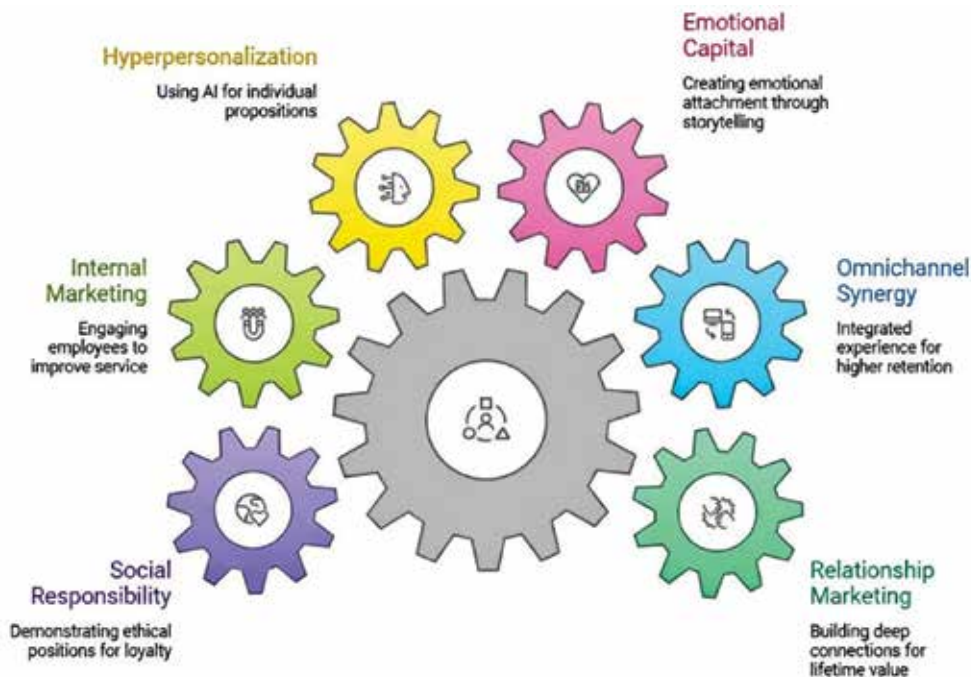 Hyperpersonalization
Using AI for individual
propositions
Emotional
Capital
Creating emotional
attachment through
storytelling
Internal
Marketing
Engaging
employees to
improve service
Omnichannel
Synergy
Integrated
experience for
higher retention
Social
Responsibility
Demonstrating ethical
positions for loyalty
Relationship
Marketing
Building deep
connections for
lifetime value